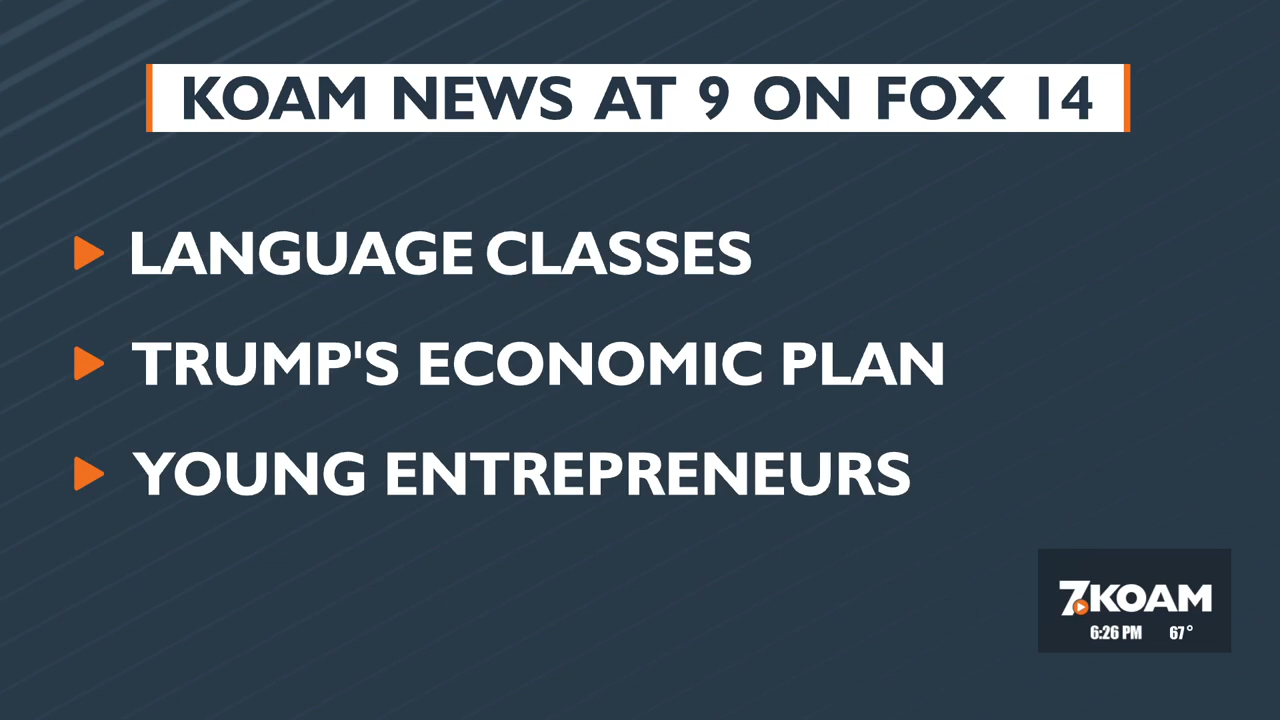 KOAM NEWS AT 9 ON FOX 14
LANGUAGE CLASSES
TRUMP'S ECONOMIC PLAN
YOUNG ENTREPRENEURS
7KOAM
6:26 PM 67°